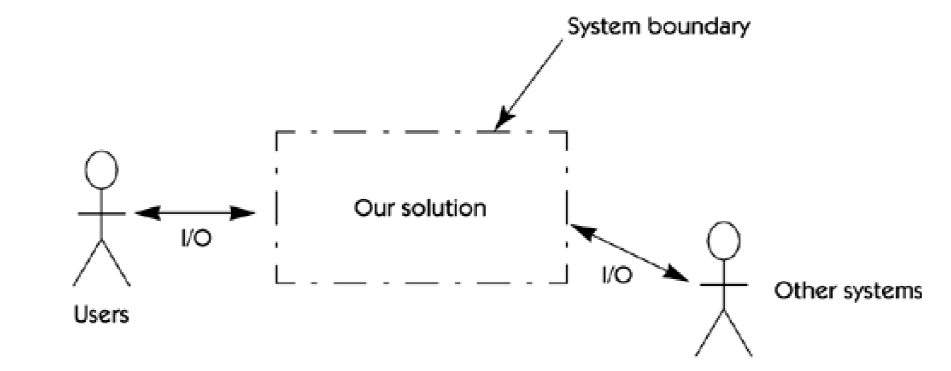 System boundary
Our solution
I/O
Users
I/O
Other systems